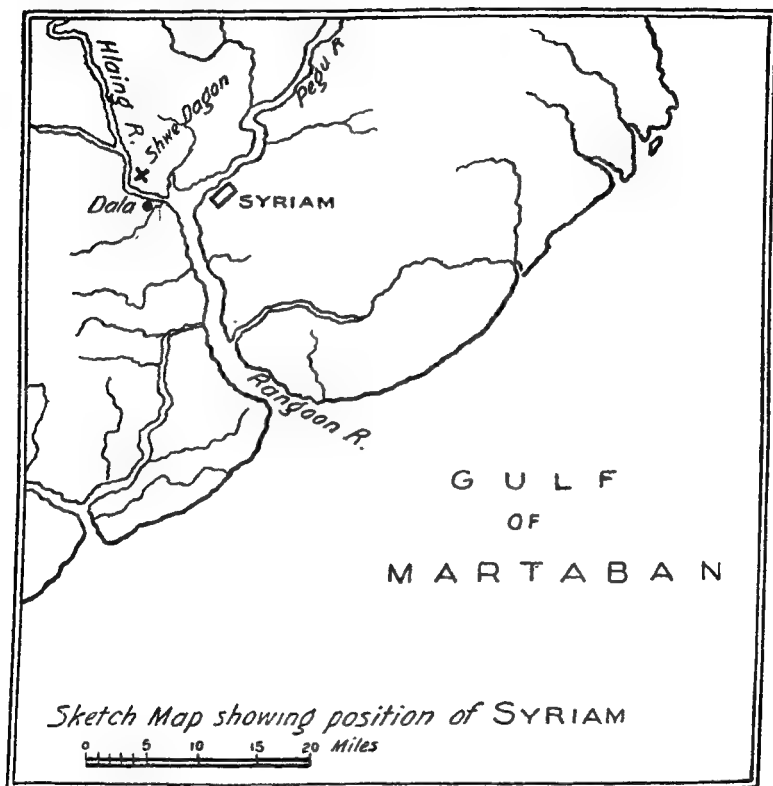 Hlaing R.
Shwe Dagon
Pegu R
Dala
SYRIAM
Rangoon R.
GULF
OF
MARTABAN
Sketch Map showing position of SYRIAM
0 5 10 15 20 Miles